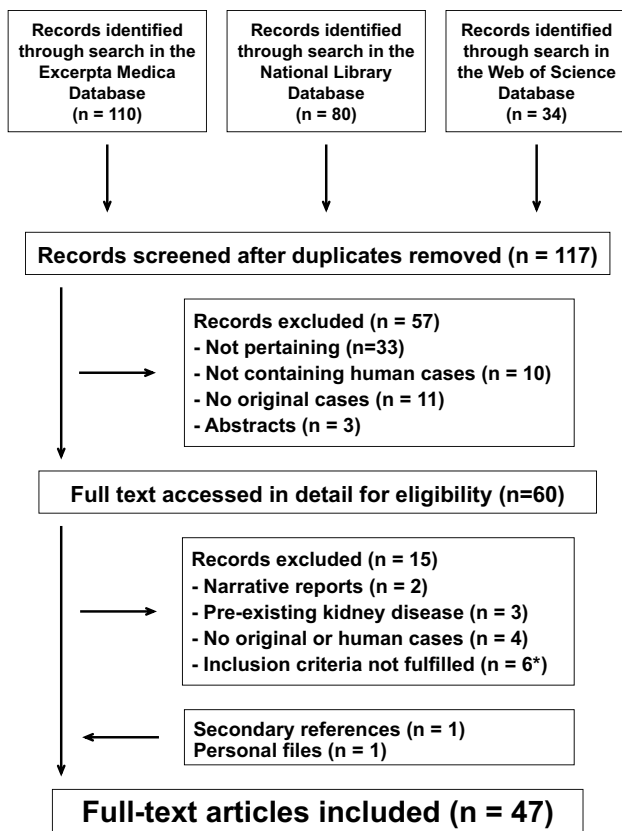 Records identified
through search in the
Excerpta Medica
Database
(n = 110)
Records identified
through search in the
National Library
Database
(n = 80)
Records identified
through search in
the Web of Science
Database
(n = 34)
Records screened after duplicates removed (n = 117)
Records excluded (n = 57)
- Not pertaining (n=33)
- Not containing human cases (n = 10)
- No original cases (n = 11)
- Abstracts (n = 3)
Full text accessed in detail for eligibility (n=60)
Records excluded (n = 15)
- Narrative reports (n = 2)
- Pre-existing kidney disease (n = 3)
- No original or human cases (n = 4)
- Inclusion criteria not fulfilled (n = 6*)
Secondary references (n = 1)
Personal files (n = 1)
Full-text articles included (n = 47)